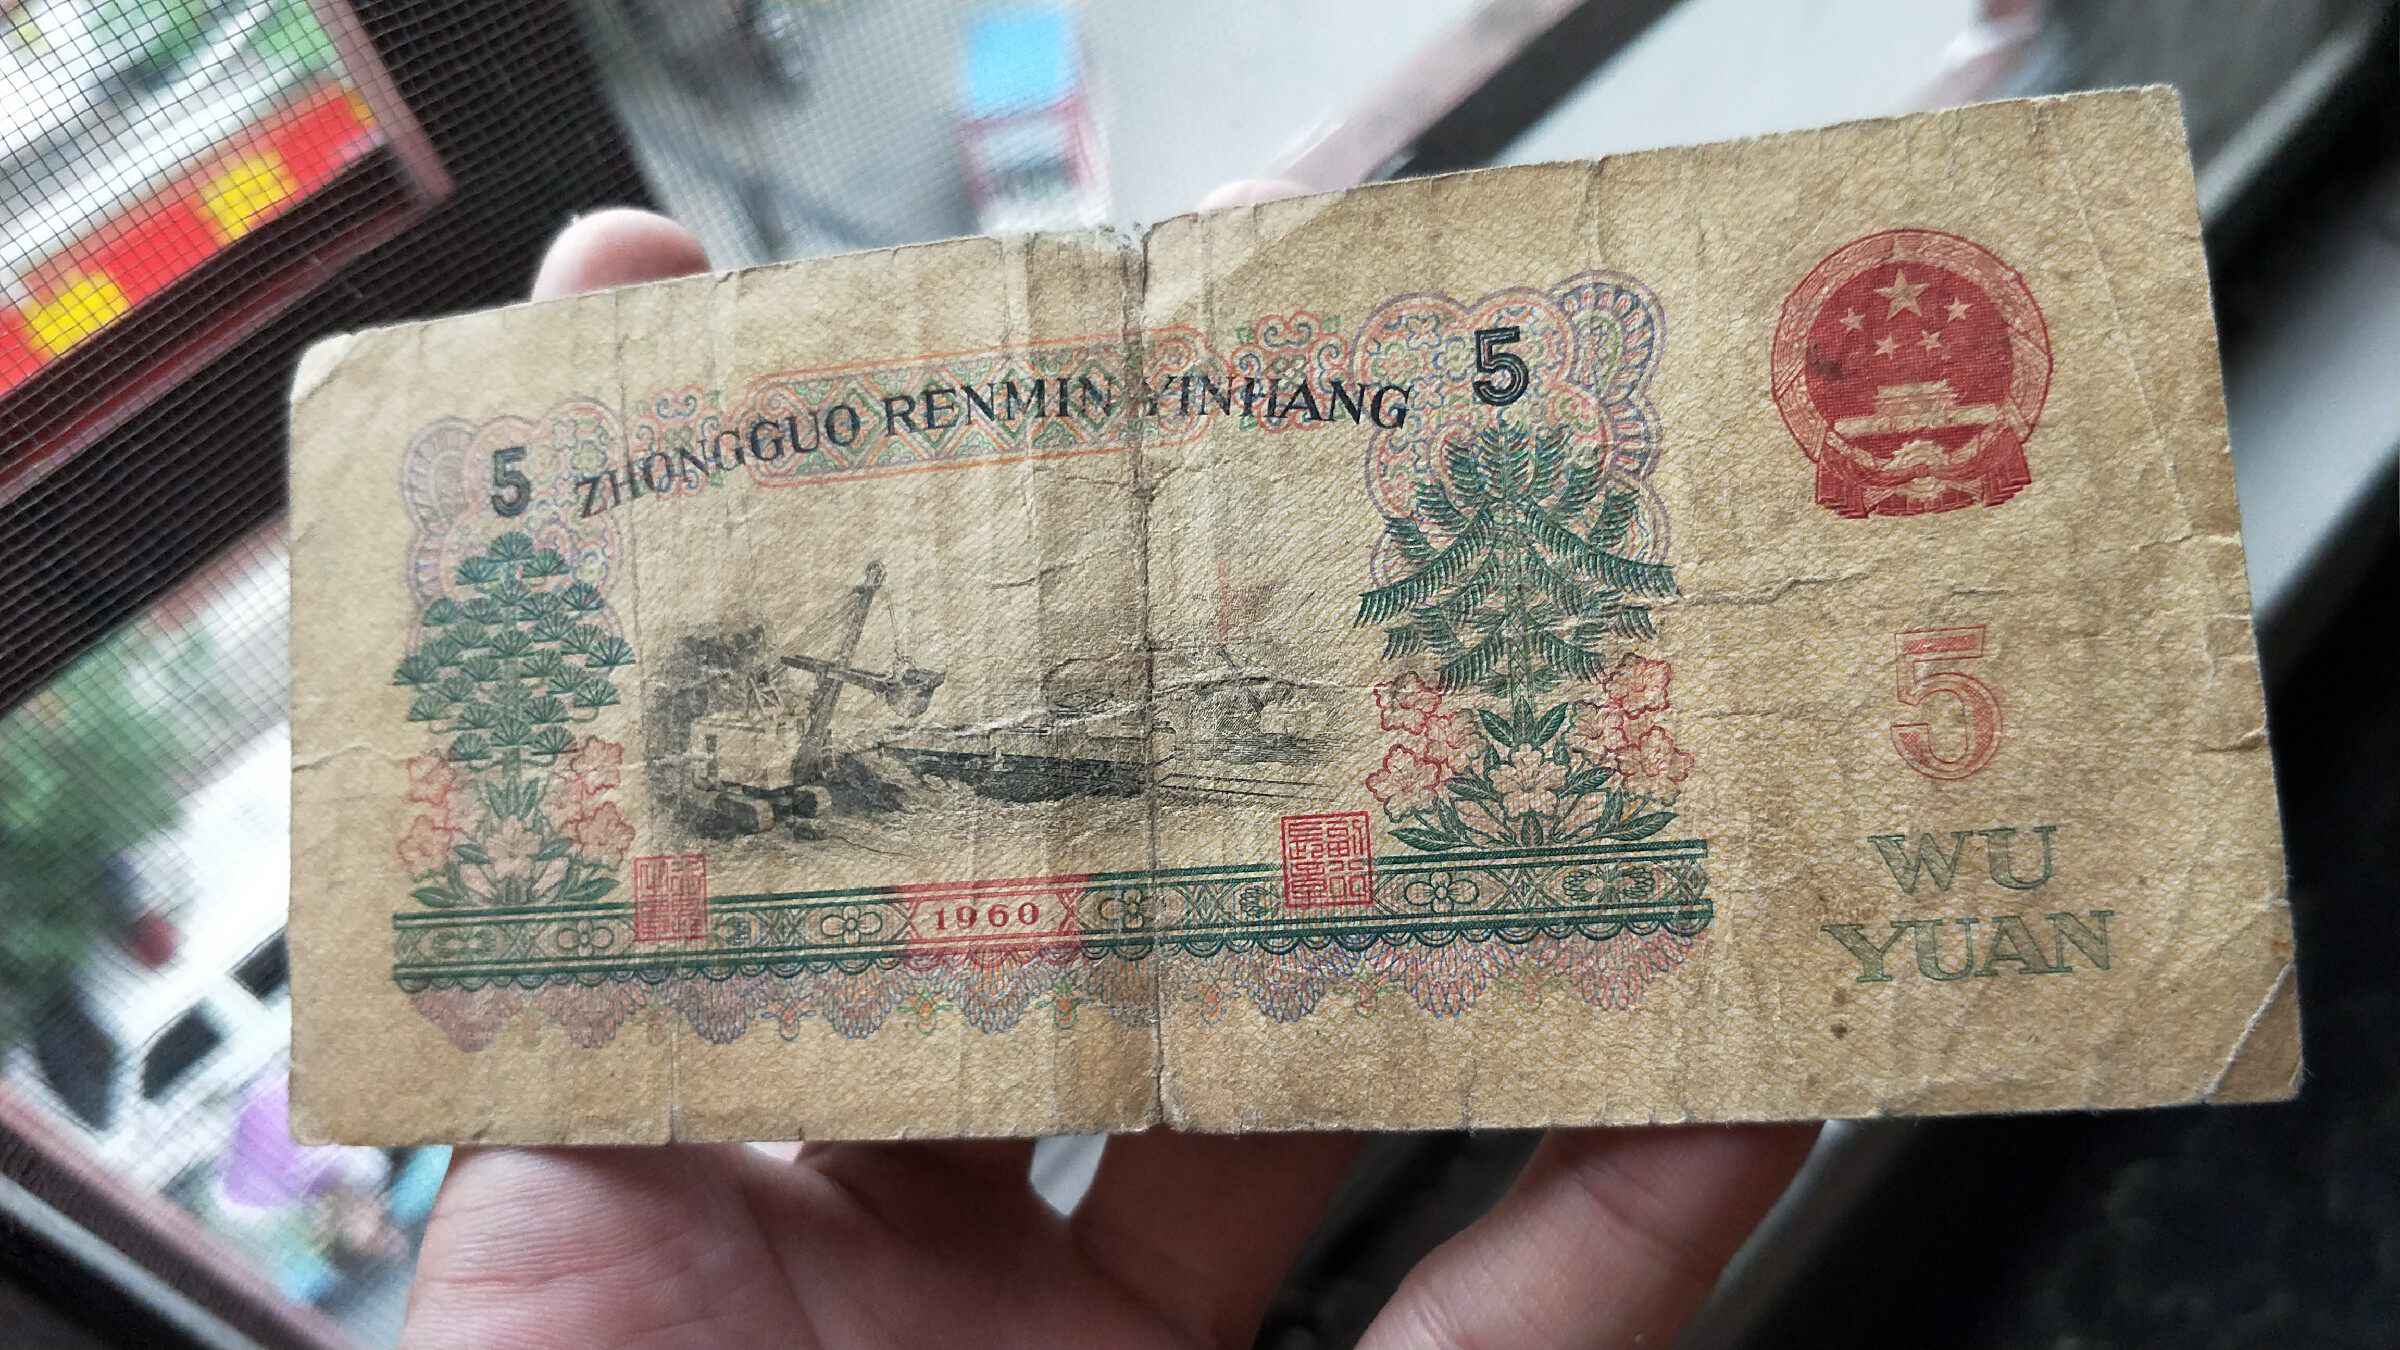 ZHONGGUO RENMIN YINHANG
5
5
5
WU
YUAN
1960